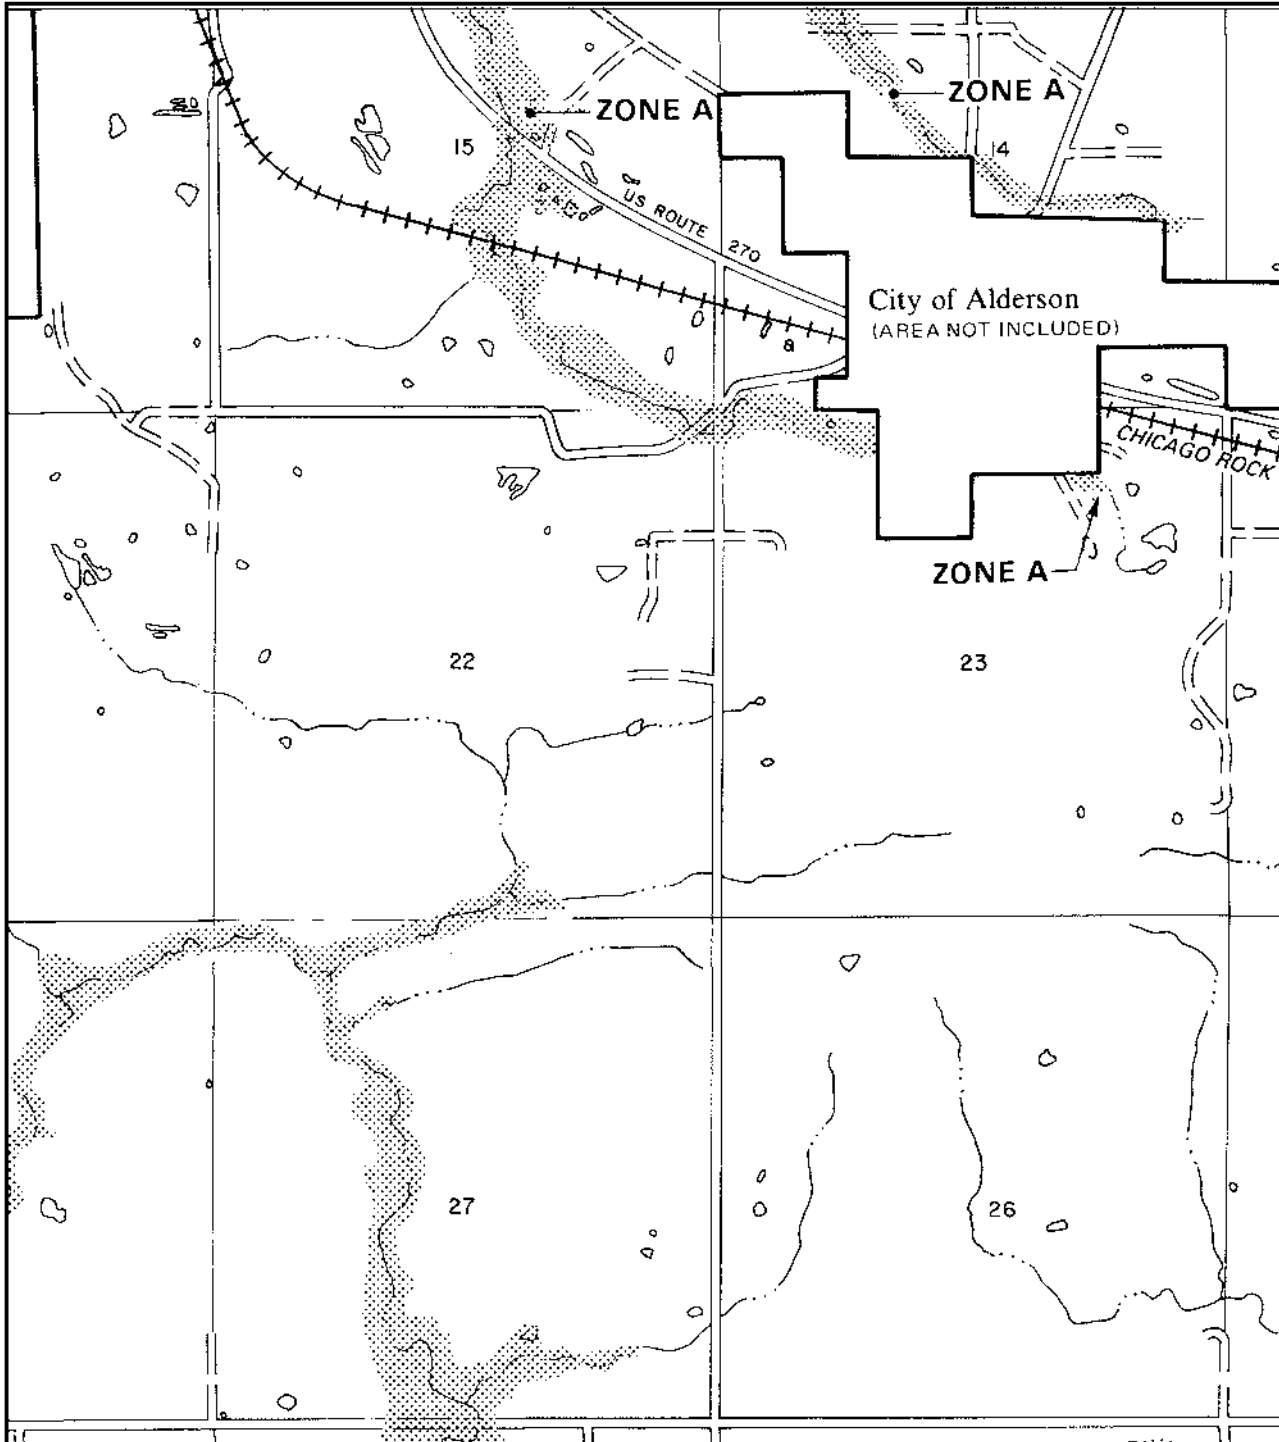 ZONE A
ZONE A
15
14
US ROUTE 270
City of Alderson
(AREA NOT INCLUDED)
CHICAGO ROCK
ZONE A
22
23
27
26